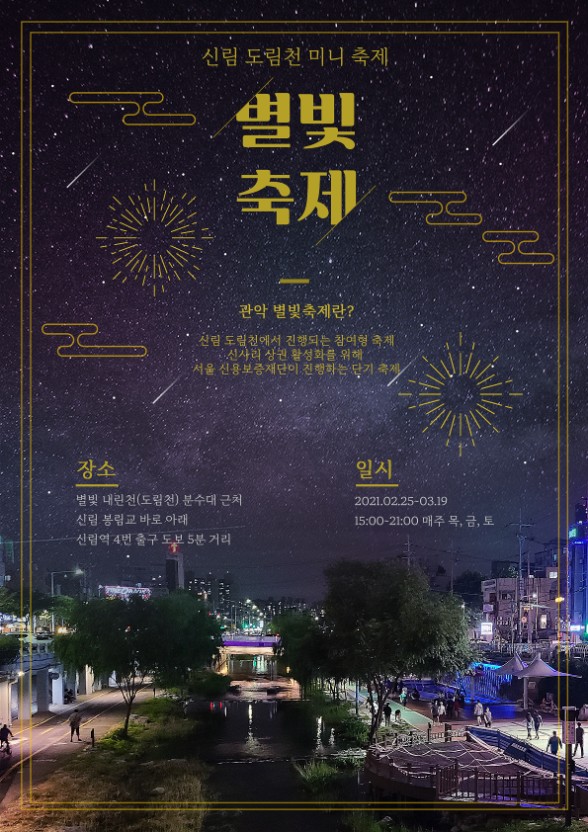 신림 도림천 미니 축제
별빛
축제
관악 별빛축제란?
신림 도림천에서 진행되는 참여형 축제
신사리 상권 활성화를 위해
서울 신용보증재단이 진행하는 단기 축제
장소
별빛 내린천(도림천) 분수대 근처
신림 봉림교 바로 아래
신림역 4번 출구 도보 5분 거리
일시
2021.02.25-03.19
15:00-21:00 매주 목, 금, 토